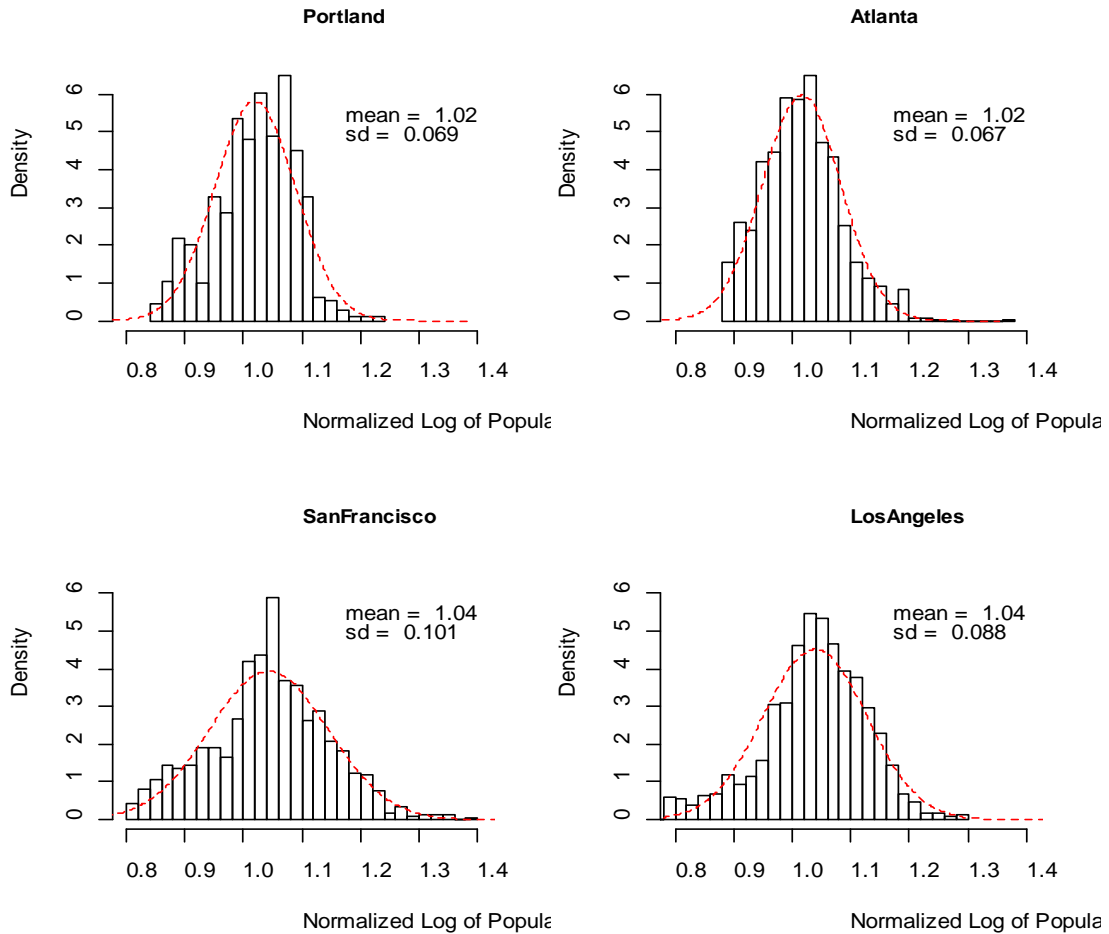 Portland
mean = 1.02
sd = 0.069
Density
0 1 2 3 4 5 6
0.8 0.9 1.0 1.1 1.2 1.3 1.4
Normalized Log of Popula
Atlanta
mean = 1.02
sd = 0.067
Density
0 1 2 3 4 5 6
0.8 0.9 1.0 1.1 1.2 1.3 1.4
Normalized Log of Popula
SanFrancisco
mean = 1.04
sd = 0.101
Density
0 1 2 3 4 5 6
0.8 0.9 1.0 1.1 1.2 1.3 1.4
Normalized Log of Popula
LosAngeles
mean = 1.04
sd = 0.088
Density
0 1 2 3 4 5 6
0.8 0.9 1.0 1.1 1.2 1.3 1.4
Normalized Log of Popula